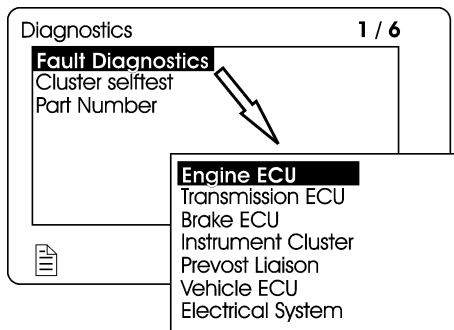 Diagnostics 1 / 6
Fault Diagnostics
Cluster selftest
Part Number
Engine ECU
Transmission ECU
Brake ECU
Instrument Cluster
Prevost Liaison
Vehicle ECU
Electrical System